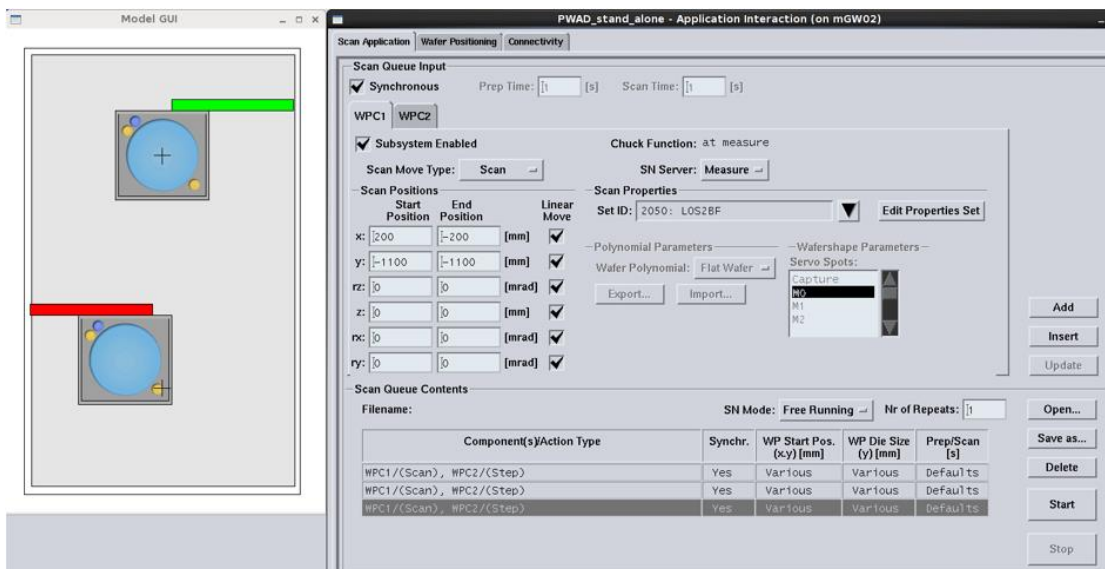 Model GUI
PWAD_stand_alone - Application Interaction (on mGW02)
Scan Application Wafer Positioning Connectivity
Scan Queue Input
Synchronous Prep Time: 1 [s] Scan Time: 1 [s]
WPC1 WPC2
Subsystem Enabled Chuck Function: at measure
Scan Move Type: Scan SN Server: Measure
Scan Positions Scan Properties
Start Position End Position Linear Move
Set ID: 2050: LOS2BF Edit Properties Set
x: 200 -200 [mm]
y: -1100 -1100 [mm]
rz: 0 0 [mrad]
z: 0 0 [mm]
rx: 0 0 [mrad]
ry: 0 0 [mrad]
Polynomial Parameters
Wafer Polynomial: Flat Wafer
Export... Import...
Wafershape Parameters
Servo Spots:
Capture
M0
M1
M2
Add
Insert
Update
Scan Queue Contents
Filename: SN Mode: Free Running Nr of Repeats: 1
Component(s)/Action Type Synchr. WP Start Pos. (x,y) [mm] WP Die Size (y) [mm] Prep/Scan [s]
WPC1/(Scan), WPC2/(Step) Yes Various Various Defaults
WPC1/(Scan), WPC2/(Step) Yes Various Various Defaults
WPC1/(Scan), WPC2/(Step) Yes Various Various Defaults
Open...
Save as...
Delete
Start
Stop